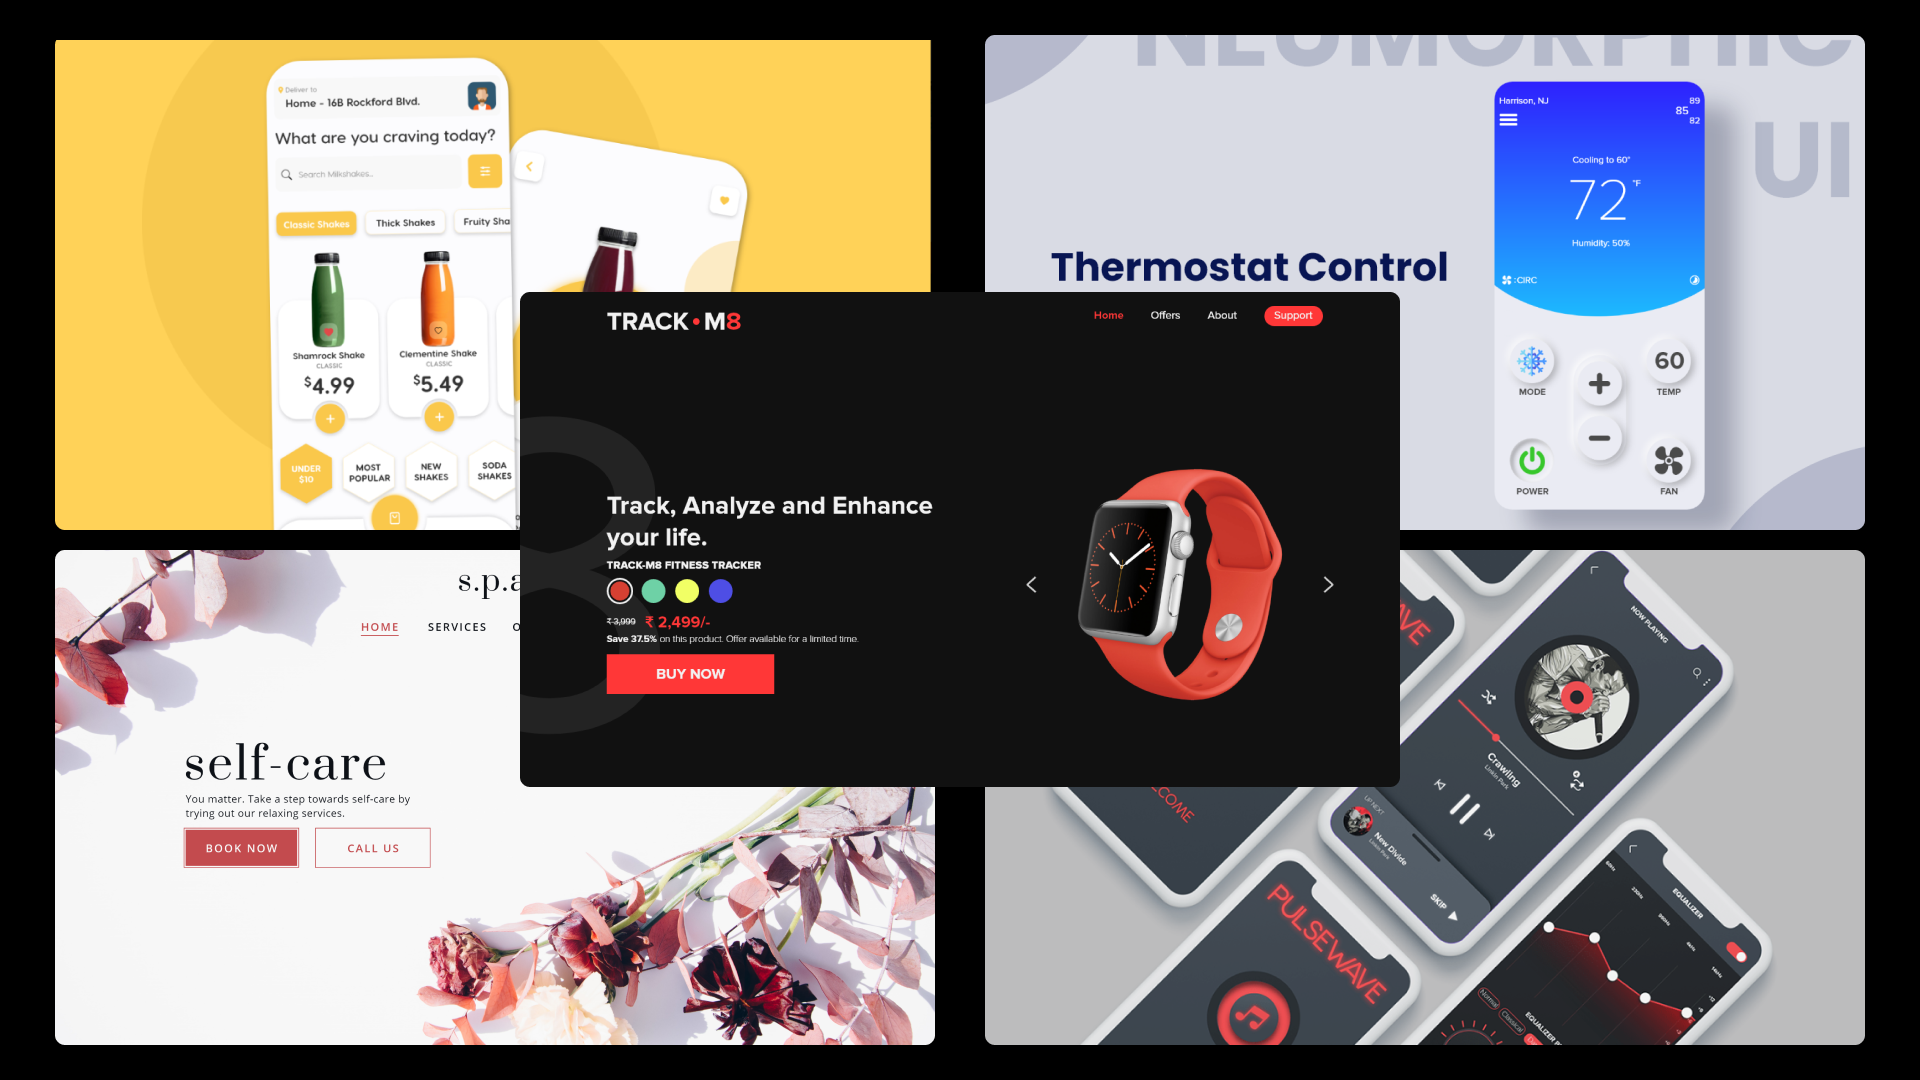 Deliver to
Home - 16B Rockford Blvd.
What are you craving today?
Search Milkshakes..
Classic Shakes
Thick Shakes
Fruity Sha
Shamrock Shake
CLASSIC
$4.99
Clementine Shake
CLASSIC
$5.49
UNDER
$10
MOST
POPULAR
NEW
SHAKES
SODA
SHAKES
NEUMORPHIC
UI
Thermostat Control
Harrison, NJ
89
85
82
Cooling to 60°
72 °F
Humidity: 50%
:CIRC
MODE
60
TEMP
POWER
FAN
TRACK•M8
Home
Offers
About
Support
8
Track, Analyze and Enhance
your life.
TRACK-M8 FITNESS TRACKER
₹ 3,999 ₹ 2,499/-
Save 37.5% on this product. Offer available for a limited time.
BUY NOW
s.p.a
HOME
SERVICES
O
self-care
You matter. Take a step towards self-care by
trying out our relaxing services.
BOOK NOW
CALL US
AVE
COME
NOW PLAYING
Crawling
Linkin Park
UP NEXT
New Divide
Linkin Park
SKIP
PULSEWAVE
EQUALIZER
Normal
Classical
EQUALIZER P